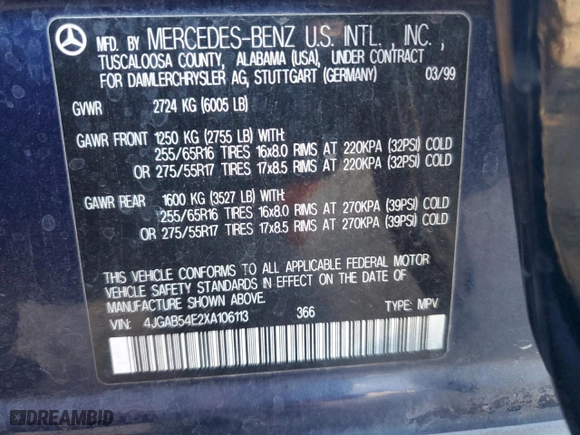 MFD. BY MERCEDES-BENZ U.S. INTL., INC.,
TUSCALOOSA COUNTY, ALABAMA (USA), UNDER CONTRACT
FOR DAIMLERCHRYSLER AG, STUTTGART (GERMANY) 03/99
GVWR 2724 KG (6005 LB)
GAWR FRONT 1250 KG (2755 LB) WITH:
255/65R16 TIRES 16x8.0 RIMS AT 220KPA (32PSI) COLD
OR 275/55R17 TIRES 17x8.5 RIMS AT 220KPA (32PSI) COLD
GAWR REAR 1600 KG (3527 LB) WITH:
255/65R16 TIRES 16x8.0 RIMS AT 270KPA (39PSI) COLD
OR 275/55R17 TIRES 17x8.5 RIMS AT 270KPA (39PSI) COLD
THIS VEHICLE CONFORMS TO ALL APPLICABLE FEDERAL MOTOR
VEHICLE SAFETY STANDARDS IN EFFECT ON THE DATE OF
MANUFACTURE SHOWN ABOVE.
VIN: 4JGAB54E2XA106113 366 TYPE: MPV
DREAMBID